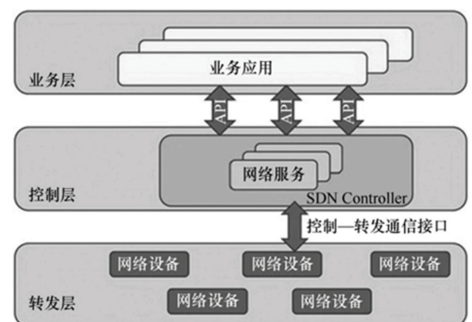 业务应用
业务层
API
API
API
网络服务
SDN Controller
控制层
控制—转发通信接口
网络设备
网络设备
网络设备
网络设备
网络设备
转发层